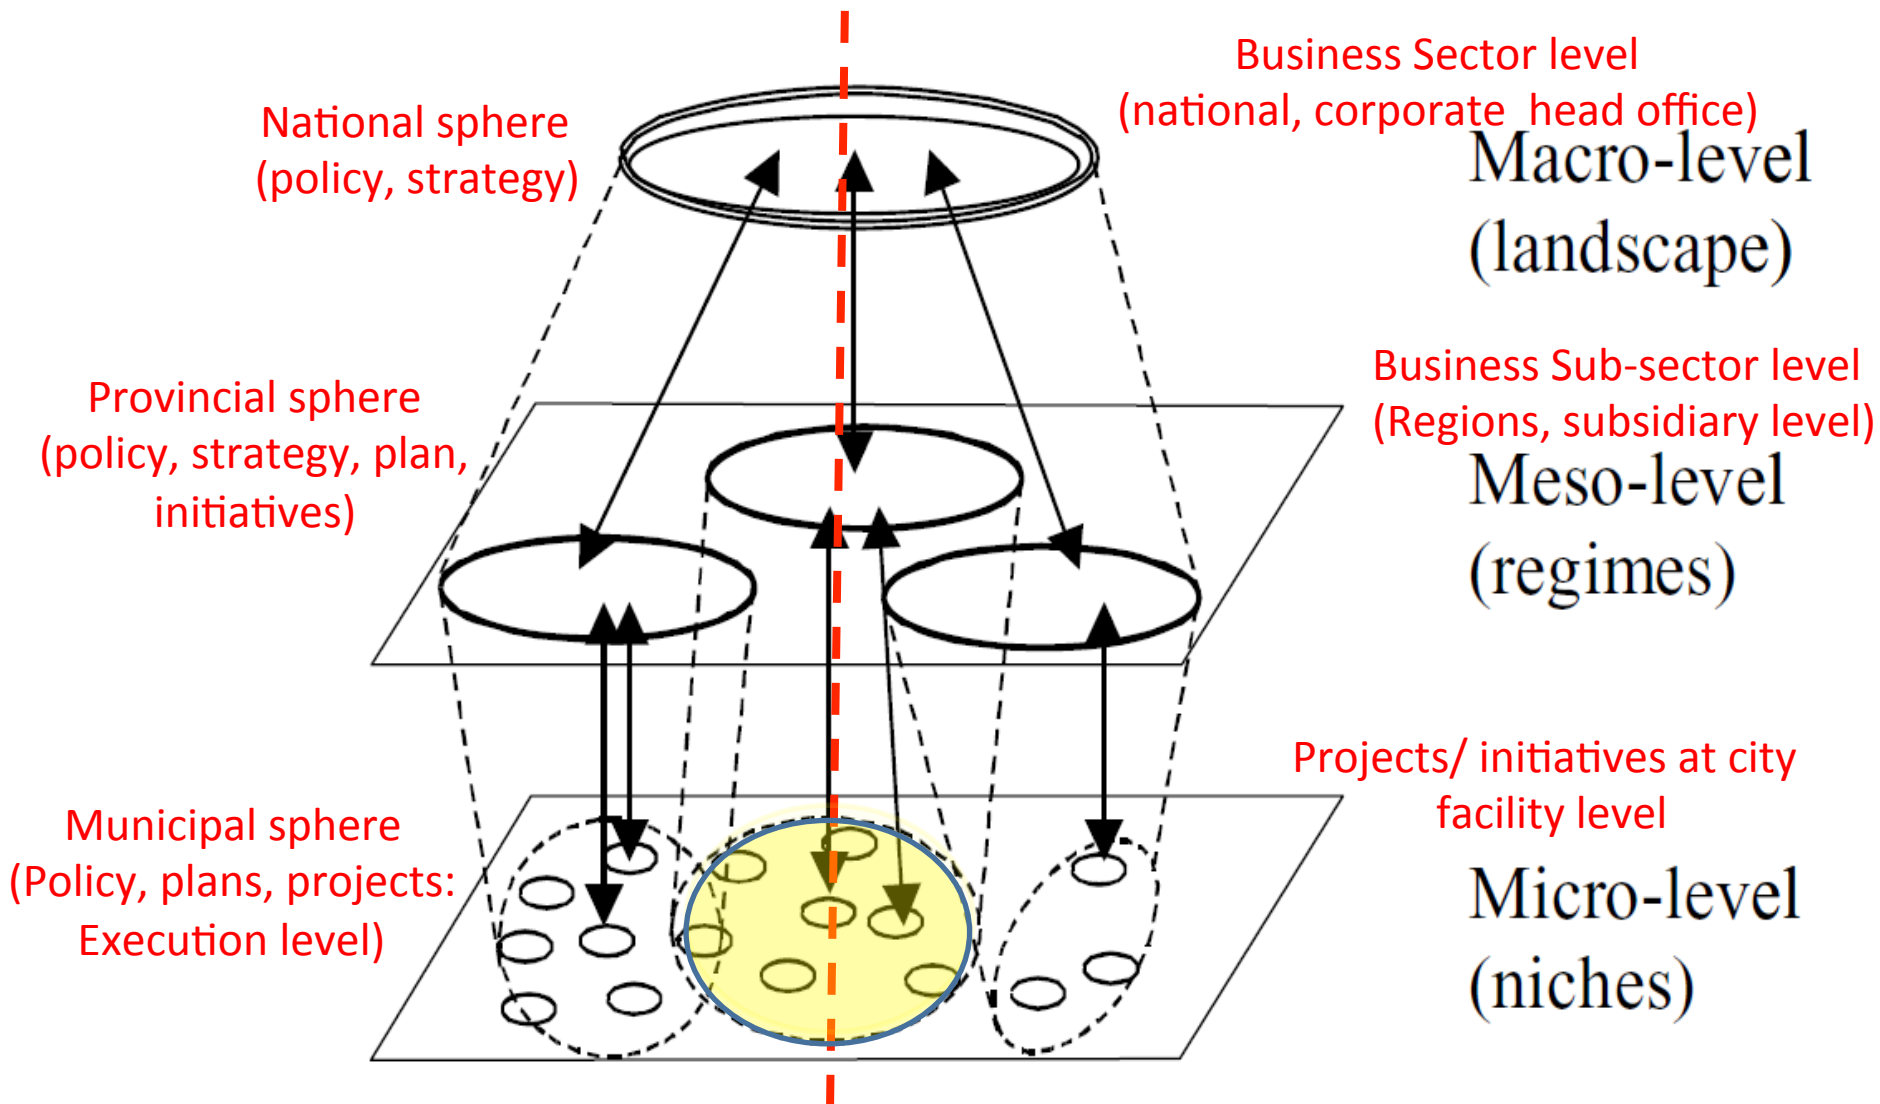 National sphere
(policy, strategy)
Business Sector level
(national, corporate  head office)
Macro-level
(landscape)
Provincial sphere
(policy, strategy, plan,
initiatives)
Business Sub-sector level
(Regions, subsidiary level)
Meso-level
(regimes)
Municipal sphere
(Policy, plans, projects:
Execution level)
Projects/ initiatives at city
facility level
Micro-level
(niches)